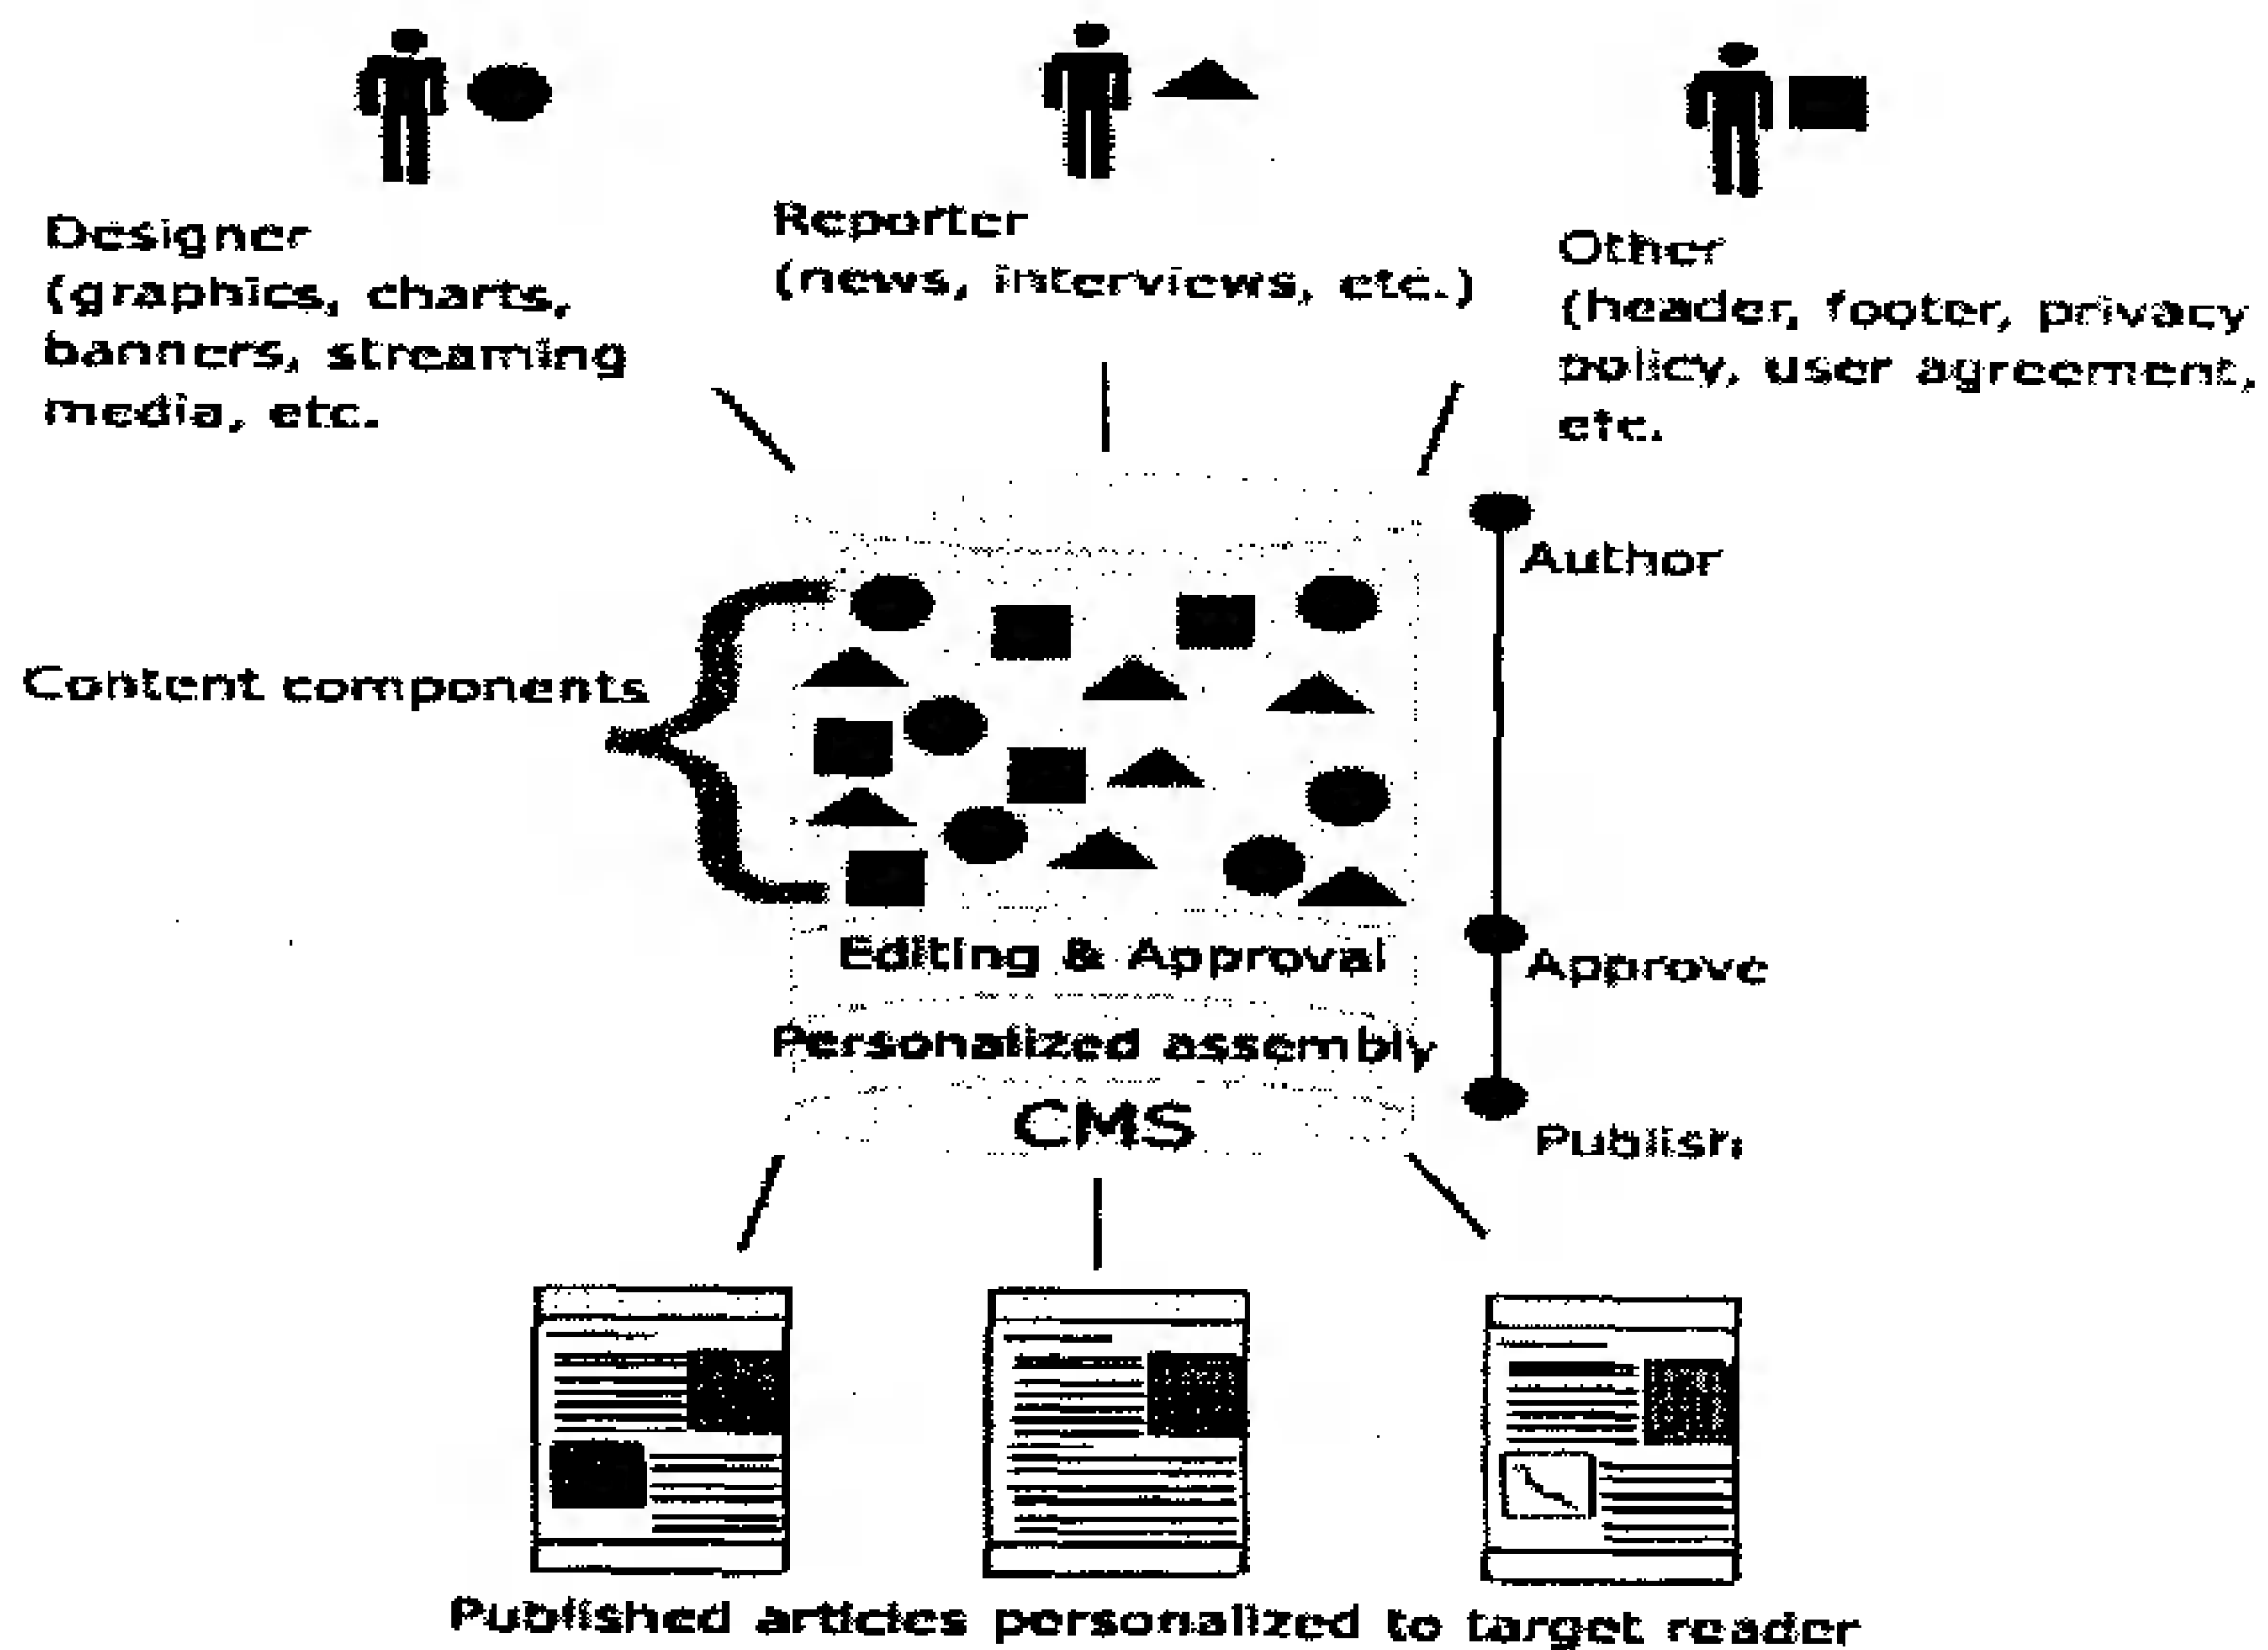 Designer
(graphics, charts,
banners, streaming
media, etc.
Reporter
(news, interviews, etc.)
Other
(header, footer, privacy
policy, user agreement,
etc.
Author
Content components
Editing & Approval
Approve
Personalized assembly
CMS
Publish
Published articles personalized to target reader